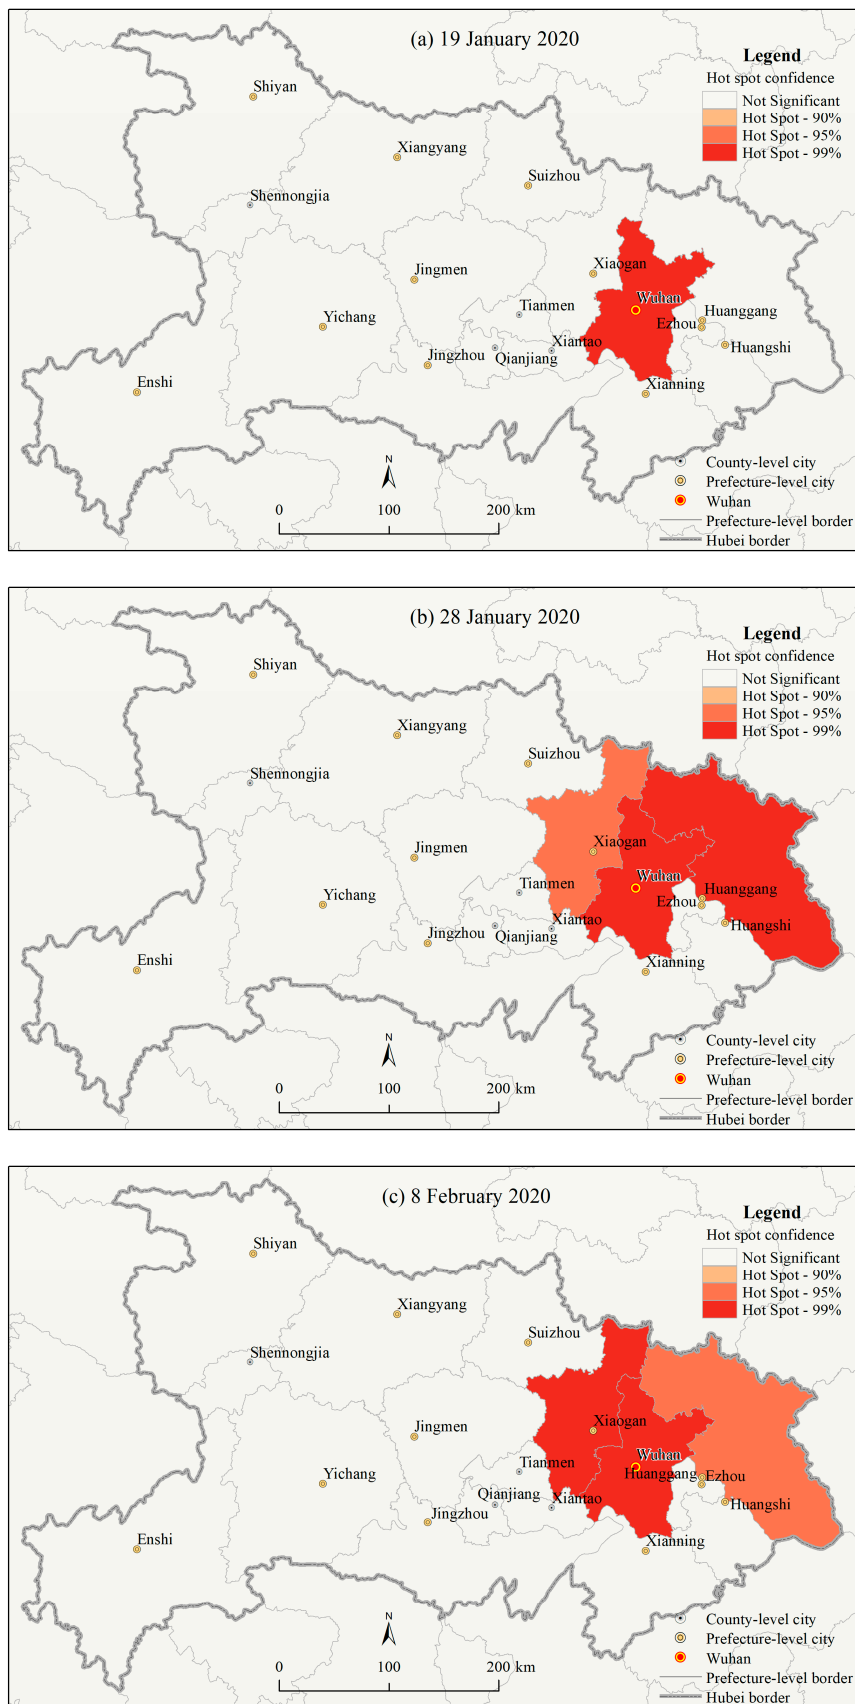 (a) 19 January 2020
Legend
Hot spot confidence
Not Significant
Hot Spot - 90%
Hot Spot - 95%
Hot Spot - 99%
Shiyan
Xiangyang
Suizhou
Shennongjia
Jingmen
Xiaogan
Tianmen
Wuhan
Yichang
Huanggang
Ezhou
Jingzhou
Qianjiang
Xiantao
Huangshi
Enshi
Xianning
N
0
100
200 km
County-level city
Prefecture-level city
Wuhan
Prefecture-level border
Hubei border
(b) 28 January 2020
Legend
Hot spot confidence
Not Significant
Hot Spot - 90%
Hot Spot - 95%
Hot Spot - 99%
Shiyan
Xiangyang
Suizhou
Shennongjia
Jingmen
Xiaogan
Tianmen
Wuhan
Yichang
Huanggang
Ezhou
Jingzhou
Qianjiang
Xiantao
Huangshi
Enshi
Xianning
N
0
100
200 km
County-level city
Prefecture-level city
Wuhan
Prefecture-level border
Hubei border
(c) 8 February 2020
Legend
Hot spot confidence
Not Significant
Hot Spot - 90%
Hot Spot - 95%
Hot Spot - 99%
Shiyan
Xiangyang
Suizhou
Shennongjia
Jingmen
Xiaogan
Tianmen
Wuhan
Yichang
Huanggang
Ezhou
Qianjiang
Xiantao
Huangshi
Jingzhou
Enshi
Xianning
N
0
100
200 km
County-level city
Prefecture-level city
Wuhan
Prefecture-level border
Hubei border